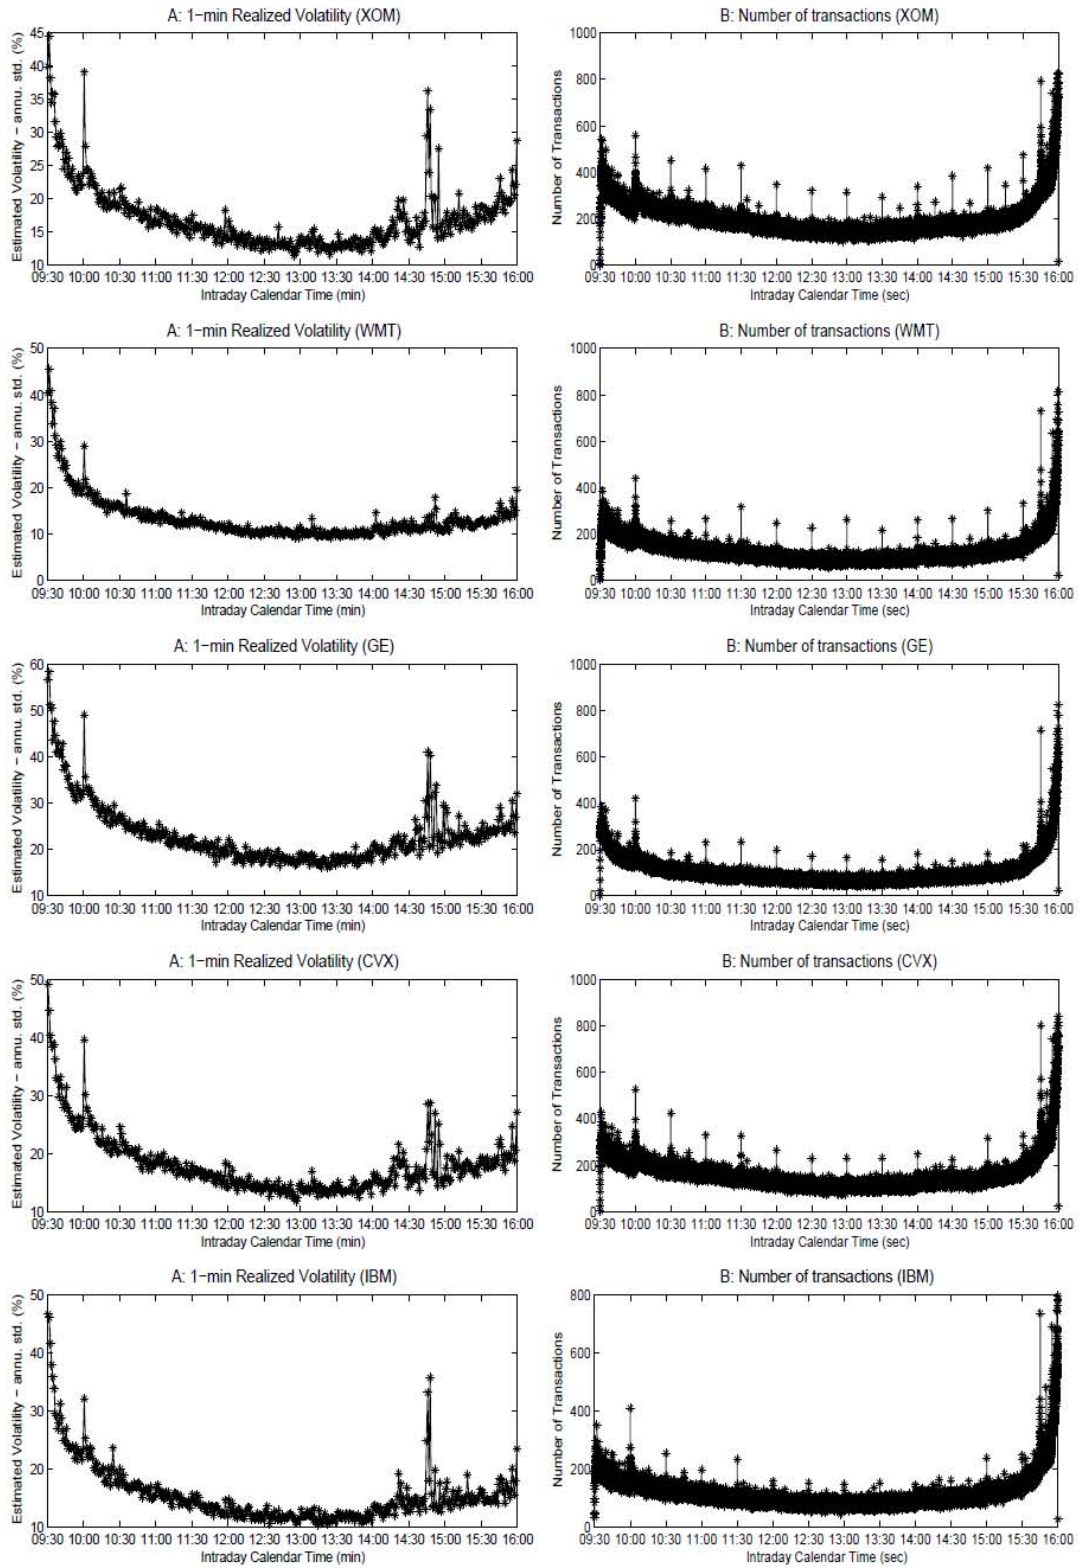 A: 1−min Realized Volatility (XOM)
Estimated Volatility − annu. std. (%)
45
40
35
30
25
20
15
10
09:30 10:00 10:30 11:00 11:30 12:00 12:30 13:00 13:30 14:00 14:30 15:00 15:30 16:00
Intraday Calendar Time (min)
B: Number of transactions (XOM)
Number of Transactions
1000
800
600
400
200
0
09:30 10:00 10:30 11:00 11:30 12:00 12:30 13:00 13:30 14:00 14:30 15:00 15:30 16:00
Intraday Calendar Time (sec)
A: 1−min Realized Volatility (WMT)
Estimated Volatility − annu. std. (%)
50
40
30
20
10
0
09:30 10:00 10:30 11:00 11:30 12:00 12:30 13:00 13:30 14:00 14:30 15:00 15:30 16:00
Intraday Calendar Time (min)
B: Number of transactions (WMT)
Number of Transactions
1000
800
600
400
200
0
09:30 10:00 10:30 11:00 11:30 12:00 12:30 13:00 13:30 14:00 14:30 15:00 15:30 16:00
Intraday Calendar Time (sec)
A: 1−min Realized Volatility (GE)
Estimated Volatility − annu. std. (%)
60
50
40
30
20
10
09:30 10:00 10:30 11:00 11:30 12:00 12:30 13:00 13:30 14:00 14:30 15:00 15:30 16:00
Intraday Calendar Time (min)
B: Number of transactions (GE)
Number of Transactions
1000
800
600
400
200
0
09:30 10:00 10:30 11:00 11:30 12:00 12:30 13:00 13:30 14:00 14:30 15:00 15:30 16:00
Intraday Calendar Time (sec)
A: 1−min Realized Volatility (CVX)
Estimated Volatility − annu. std. (%)
50
40
30
20
10
09:30 10:00 10:30 11:00 11:30 12:00 12:30 13:00 13:30 14:00 14:30 15:00 15:30 16:00
Intraday Calendar Time (min)
B: Number of transactions (CVX)
Number of Transactions
1000
800
600
400
200
0
09:30 10:00 10:30 11:00 11:30 12:00 12:30 13:00 13:30 14:00 14:30 15:00 15:30 16:00
Intraday Calendar Time (sec)
A: 1−min Realized Volatility (IBM)
Estimated Volatility − annu. std. (%)
50
40
30
20
10
09:30 10:00 10:30 11:00 11:30 12:00 12:30 13:00 13:30 14:00 14:30 15:00 15:30 16:00
Intraday Calendar Time (min)
B: Number of transactions (IBM)
Number of Transactions
800
600
400
200
0
09:30 10:00 10:30 11:00 11:30 12:00 12:30 13:00 13:30 14:00 14:30 15:00 15:30 16:00
Intraday Calendar Time (sec)